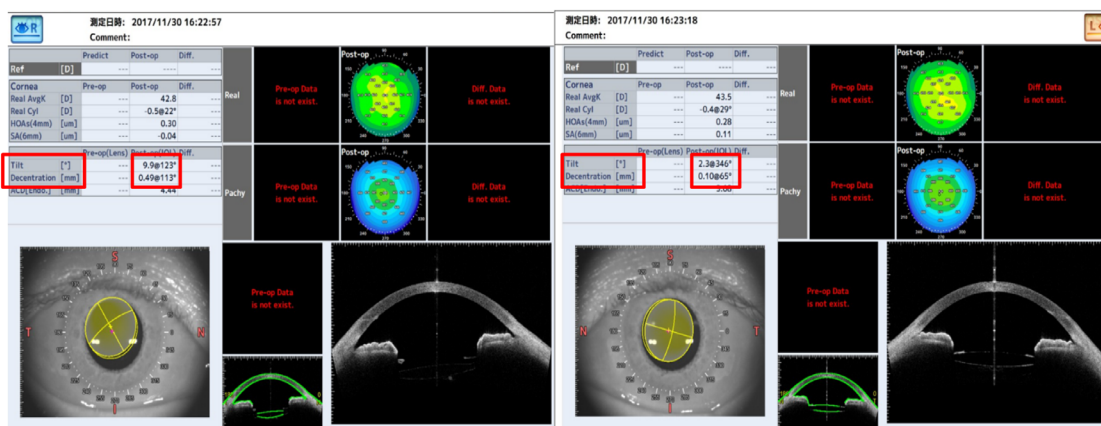 R
測定日時: 2017/11/30 16:22:57
Comment:
Predict Post-op Diff.
Ref [D] --- --- ---
Cornea Pre-op Post-op Diff.
Real AvgK [D] --- 42.8 ---
Real Cyl [D] --- -0.5@22° ---
HOAs(4mm) [um] --- 0.30 ---
SA(6mm) [um] --- -0.04 ---
Pre-op(Lens) Post-op(IOL) Diff.
Tilt [°] --- 9.9@123° ---
Decentration [mm] --- 0.49@113° ---
ACD[Endo.] [mm] --- 4.44 ---
Real
Pre-op Data
is not exist.
Post-op
Diff. Data
is not exist.
Pachy
Pre-op Data
is not exist.
Post-op
Diff. Data
is not exist.
Pre-op Data
is not exist.
S
T
N
I
L
測定日時: 2017/11/30 16:23:18
Comment:
Predict Post-op Diff.
Ref [D] --- --- ---
Cornea Pre-op Post-op Diff.
Real AvgK [D] --- 43.5 ---
Real Cyl [D] --- -0.4@29° ---
HOAs(4mm) [um] --- 0.28 ---
SA(6mm) [um] --- 0.11 ---
Pre-op(Lens) Post-op(IOL) Diff.
Tilt [°] --- 2.3@346° ---
Decentration [mm] --- 0.10@65° ---
ACD[Endo.] [mm] --- ---
Real
Pre-op Data
is not exist.
Post-op
Diff. Data
is not exist.
Pachy
Pre-op Data
is not exist.
Post-op
Diff. Data
is not exist.
Pre-op Data
is not exist.
S
N
T
I